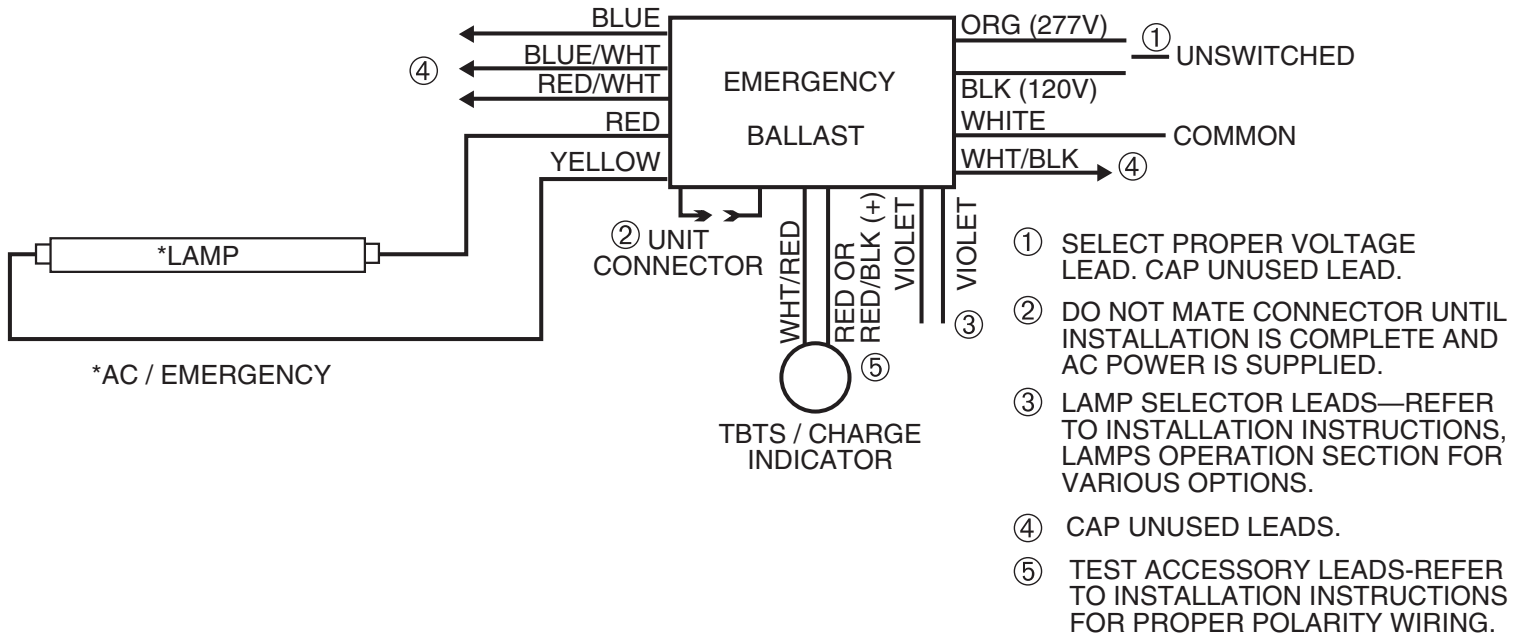 BLUE
BLUE/WHT
④
RED/WHT
RED
YELLOW
EMERGENCY
BALLAST
ORG (277V)
①
UNSWITCHED
BLK (120V)
WHITE
COMMON
WHT/BLK
④
*LAMP
*AC / EMERGENCY
② UNIT
CONNECTOR
WHT/RED
RED OR
RED/BLK (+)
VIOLET
VIOLET
③
⑤
TBTS / CHARGE
INDICATOR
① SELECT PROPER VOLTAGE
LEAD. CAP UNUSED LEAD.
② DO NOT MATE CONNECTOR UNTIL
INSTALLATION IS COMPLETE AND
AC POWER IS SUPPLIED.
③ LAMP SELECTOR LEADS—REFER
TO INSTALLATION INSTRUCTIONS,
LAMPS OPERATION SECTION FOR
VARIOUS OPTIONS.
④ CAP UNUSED LEADS.
⑤ TEST ACCESSORY LEADS-REFER
TO INSTALLATION INSTRUCTIONS
FOR PROPER POLARITY WIRING.